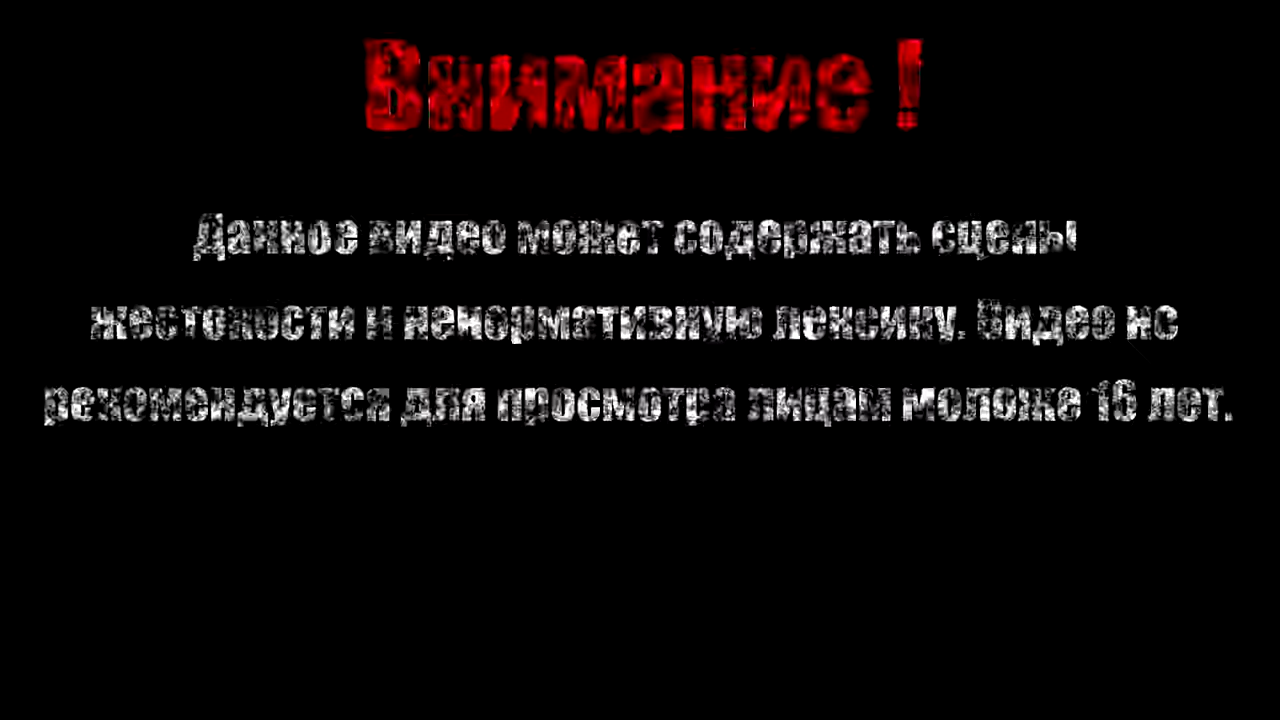 Внимание !
Данное видео может содержать сцены
жестокости и ненормативную лексику. Видео не
рекомендуется для просмотра лицам моложе 16 лет.